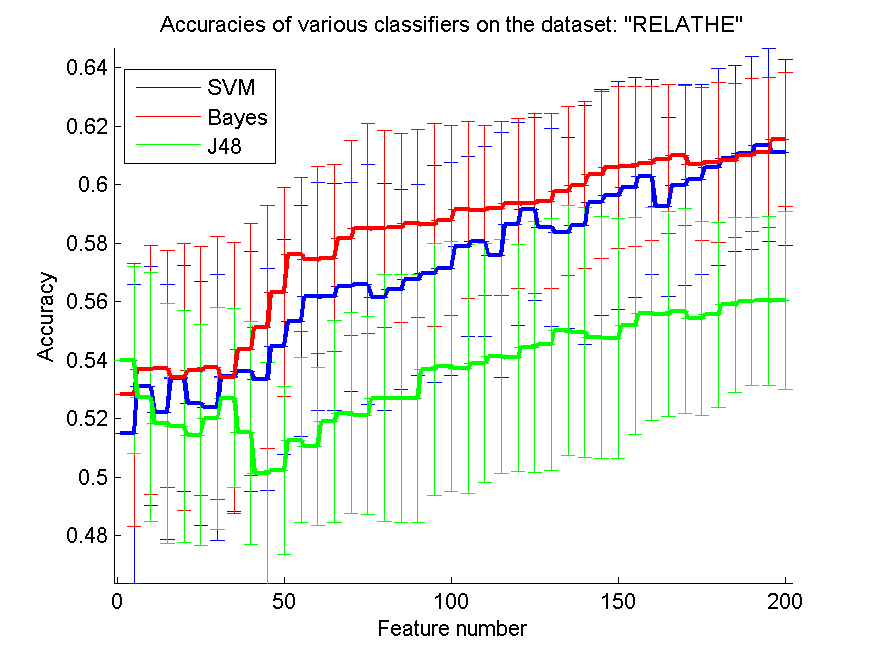 Accuracies of various classifiers on the dataset: "RELATHE"
0.64
0.62
0.6
0.58
0.56
0.54
0.52
0.5
0.48
Accuracy
SVM
Bayes
J48
0 50 100 150 200
Feature number